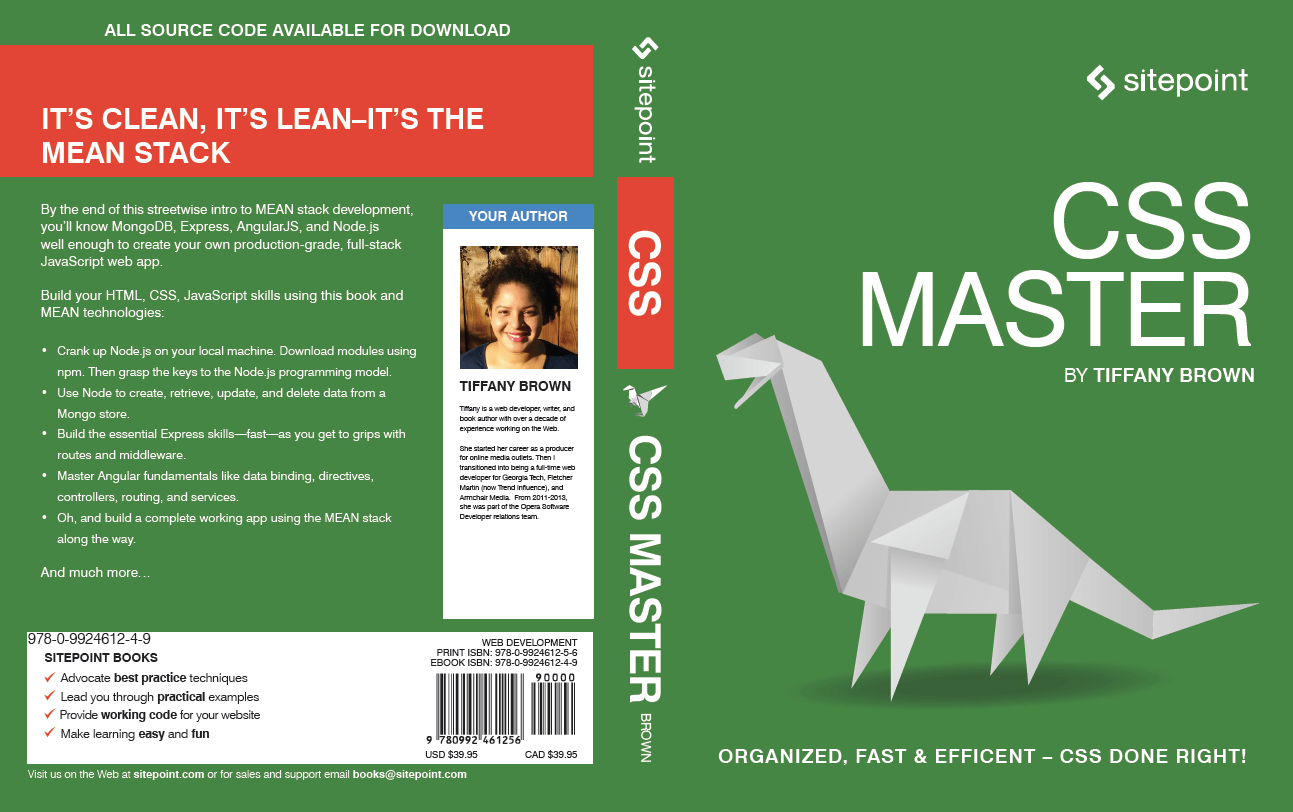 ALL SOURCE CODE AVAILABLE FOR DOWNLOAD
IT’S CLEAN, IT’S LEAN–IT’S THE
MEAN STACK
By the end of this streetwise intro to MEAN stack development,
you’ll know MongoDB, Express, AngularJS, and Node.js
well enough to create your own production-grade, full-stack
JavaScript web app.
Build your HTML, CSS, JavaScript skills using this book and
MEAN technologies:
• Crank up Node.js on your local machine. Download modules using
npm. Then grasp the keys to the Node.js programming model.
• Use Node to create, retrieve, update, and delete data from a
Mongo store.
• Build the essential Express skills—fast—as you get to grips with
routes and middleware.
• Master Angular fundamentals like data binding, directives,
controllers, routing, and services.
• Oh, and build a complete working app using the MEAN stack
along the way.
And much more…
YOUR AUTHOR
TIFFANY BROWN
Tiffany is a web developer, writer, and
book author with over a decade of
experience working on the Web.
She started her career as a producer
for online media outlets. Then I
transitioned into being a full-time web
developer for Georgia Tech, Fletcher
Martin (now Trend Influence), and
Armchair Media. From 2011-2013,
she was part of the Opera Software
Developer relations team.
978-0-9924612-4-9
SITEPOINT BOOKS
Advocate best practice techniques
Lead you through practical examples
Provide working code for your website
Make learning easy and fun
WEB DEVELOPMENT
PRINT ISBN: 978-0-9924612-5-6
EBOOK ISBN: 978-0-9924612-4-9
90000
9 780992 461256
USD $39.95
CAD $39.95
Visit us on the Web at sitepoint.com or for sales and support email books@sitepoint.com
sitepoint
CSS
CSS MASTER
BROWN
sitepoint
CSS
MASTER
BY TIFFANY BROWN
ORGANIZED, FAST & EFFICENT – CSS DONE RIGHT!